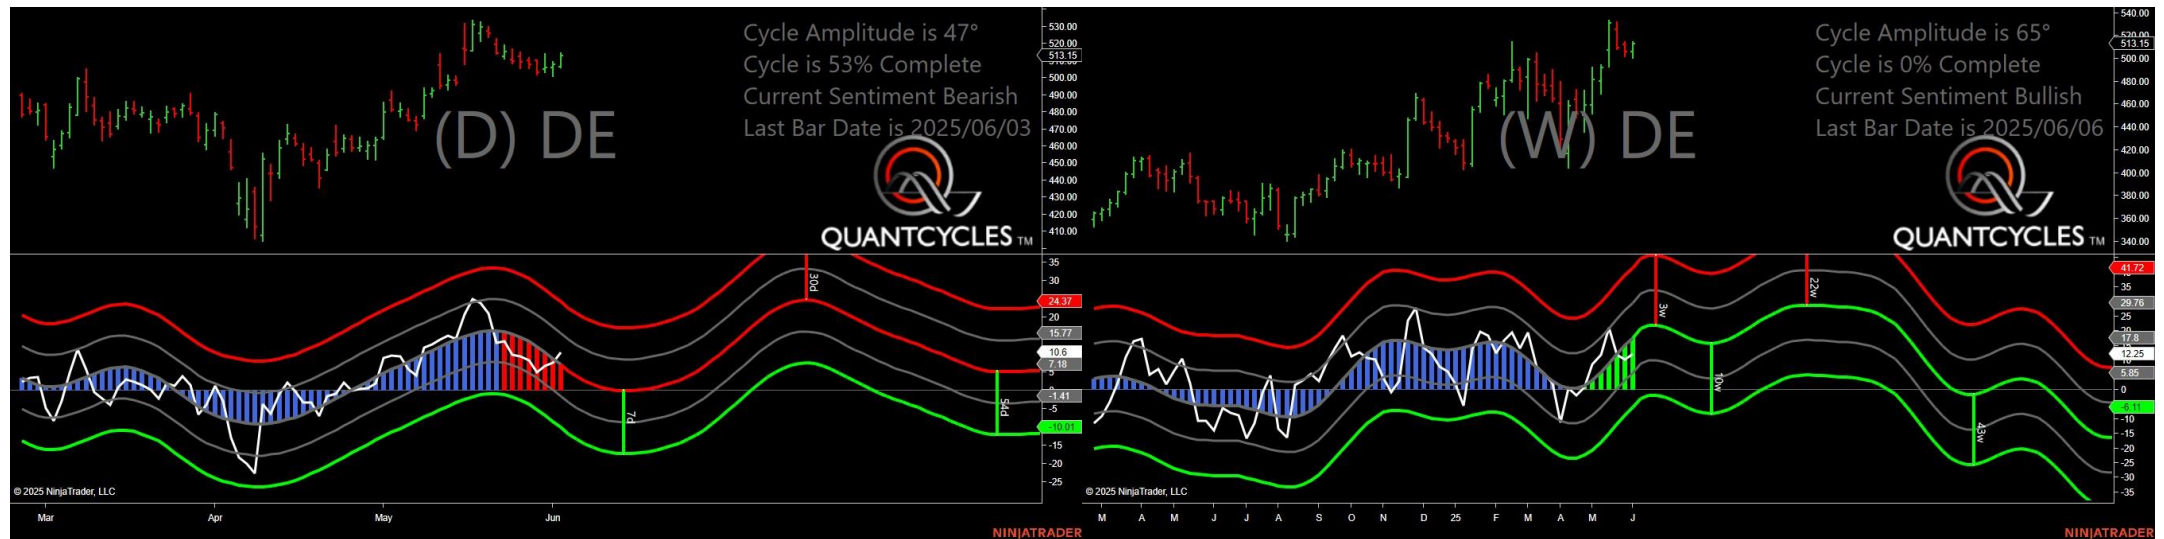 Cycle Amplitude is 47°
Cycle is 53% Complete
Current Sentiment Bearish
Last Bar Date is 2025/06/03
(D) DE
QUANTCYCLES TM
530.00
520.00
513.15
500.00
490.00
480.00
470.00
460.00
450.00
440.00
430.00
420.00
410.00
35
30
24.37
20
15.77
10.6
7.18
5
0
-1.41
-5
-10.01
-15
-20
-25
7d
30d
54d
© 2025 NinjaTrader, LLC
Mar Apr May Jun
NINJATRADER
Cycle Amplitude is 65°
Cycle is 0% Complete
Current Sentiment Bullish
Last Bar Date is 2025/06/06
(W) DE
QUANTCYCLES TM
540.00
520.00
513.15
500.00
480.00
460.00
440.00
420.00
400.00
380.00
360.00
340.00
41.72
35
29.76
25
20
17.8
12.25
5.85
0
-6.11
-10
-15
-20
-25
-30
-35
3w
10w
22w
43w
© 2025 NinjaTrader, LLC
M A M J J A S O N D 25 F M A M J
NINJATRADER